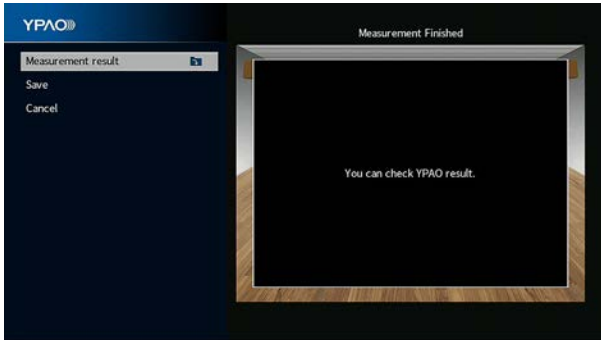 YPAO
Measurement Finished
Measurement result
Save
Cancel
You can check YPAO result.